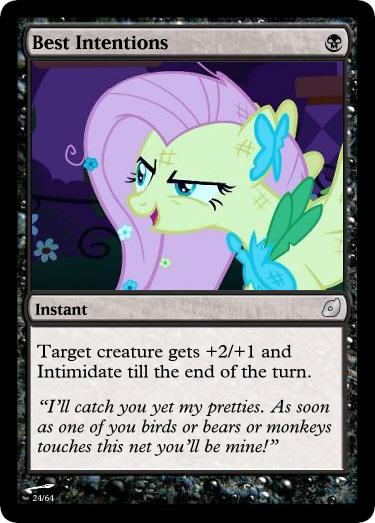 Best Intentions
Instant
Target creature gets +2/+1 and
Intimidate till the end of the turn.
“I'll catch you yet my pretties. As soon
as one of you birds or bears or monkeys
touches this net you'll be mine!”
24/64